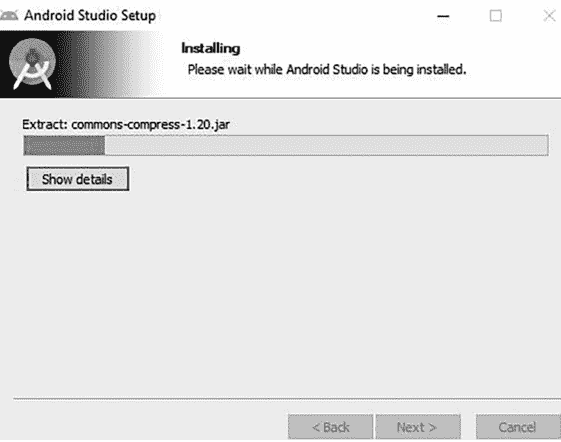 Android Studio Setup
Installing
Please wait while Android Studio is being installed.
Extract: commons-compress-1.20.jar
Show details
< Back Next > Cancel